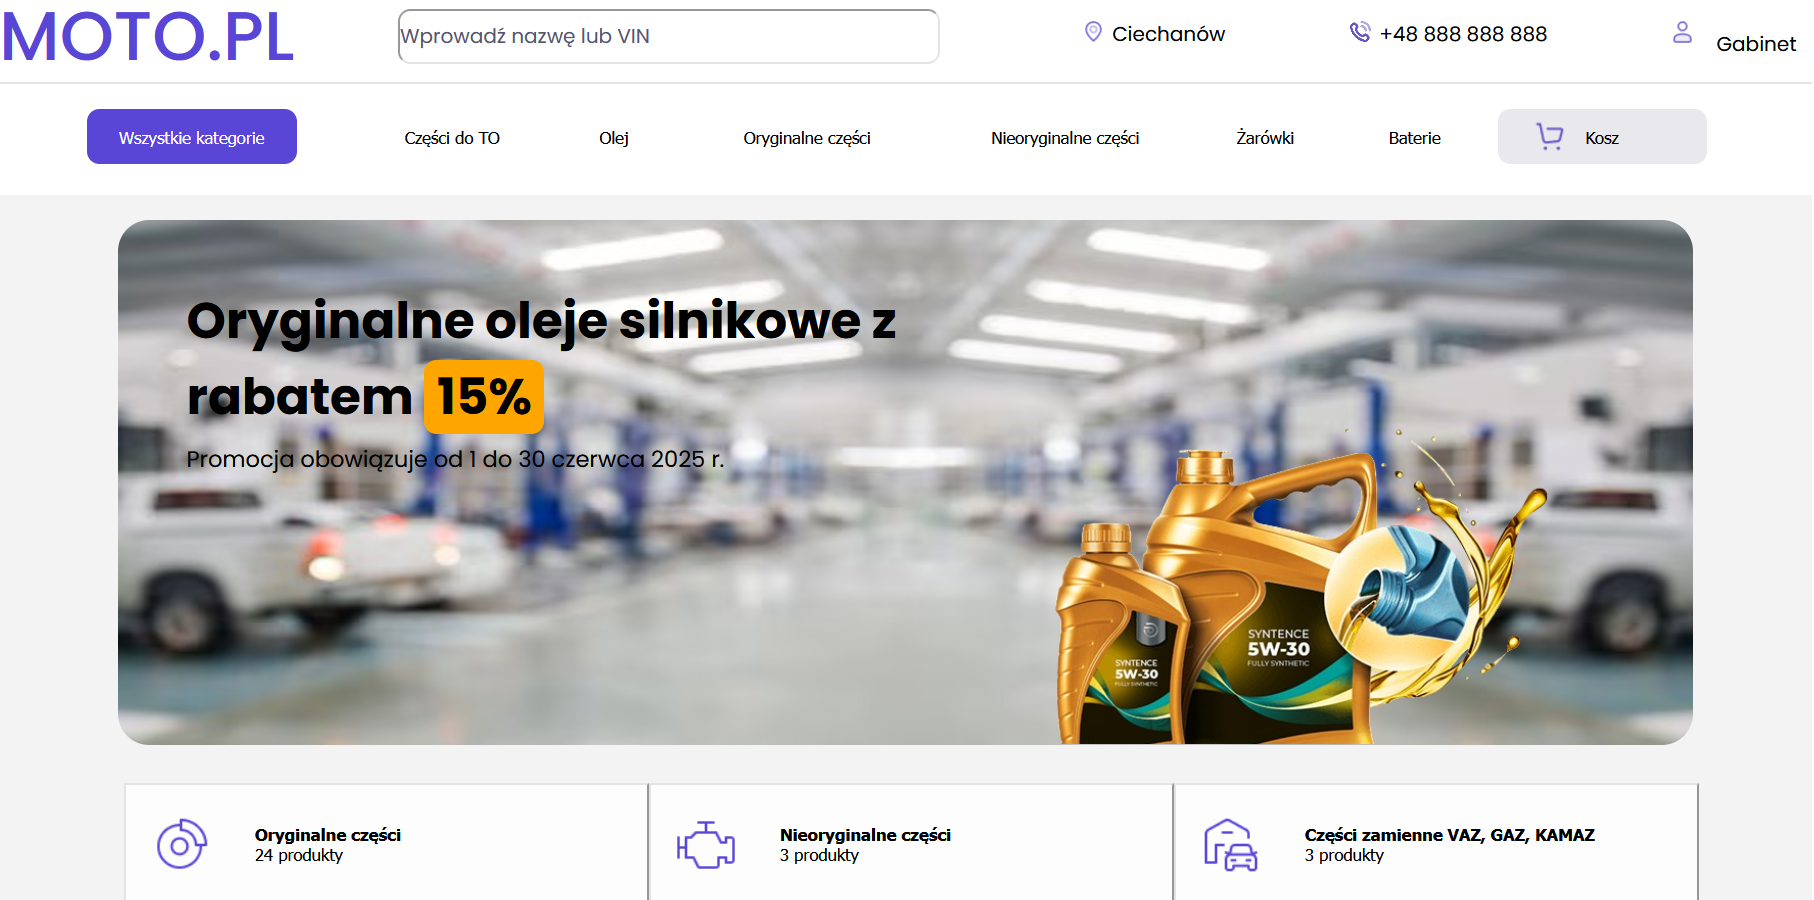 MOTO.PL
Wprowadź nazwę lub VIN
Ciechanów
+48 888 888 888
Gabinet
Wszystkie kategorie
Części do TO
Olej
Oryginalne części
Nieoryginalne części
Żarówki
Baterie
Kosz
Oryginalne oleje silnikowe z
rabatem 15%
Promocja obowiązuje od 1 do 30 czerwca 2025 r.
SYNTENCE
5W-30
FULLY SYNTHETIC
SYNTENCE
5W-30
FULLY SYNTHETIC
Oryginalne części
24 produkty
Nieoryginalne części
3 produkty
Części zamienne VAZ, GAZ, KAMAZ
3 produkty